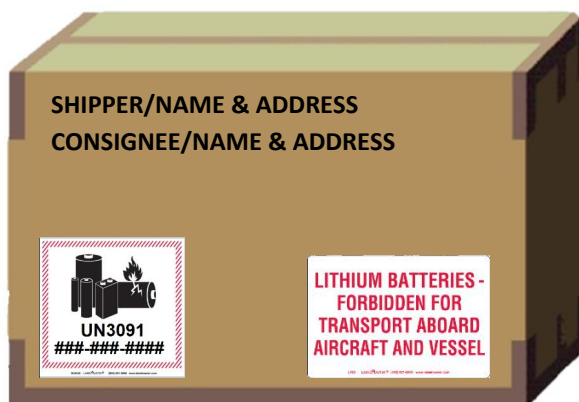 SHIPPER/NAME & ADDRESS
CONSIGNEE/NAME & ADDRESS
UN3091
###-###-####
LITHIUM BATTERIES -
FORBIDDEN FOR
TRANSPORT ABOARD
AIRCRAFT AND VESSEL